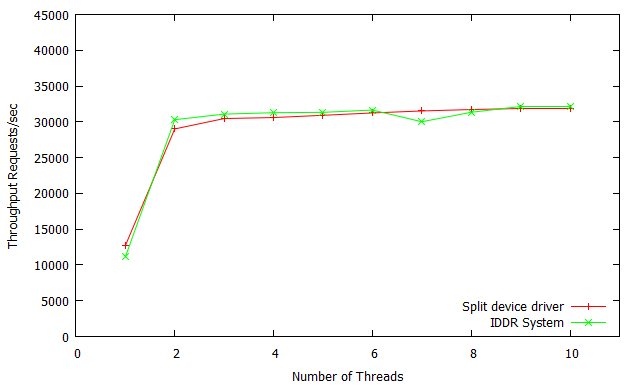 45000
40000
35000
30000
25000
20000
15000
10000
5000
0
Throughput Requests/sec
Split device driver
IDDR System
0 2 4 6 8 10
Number of Threads